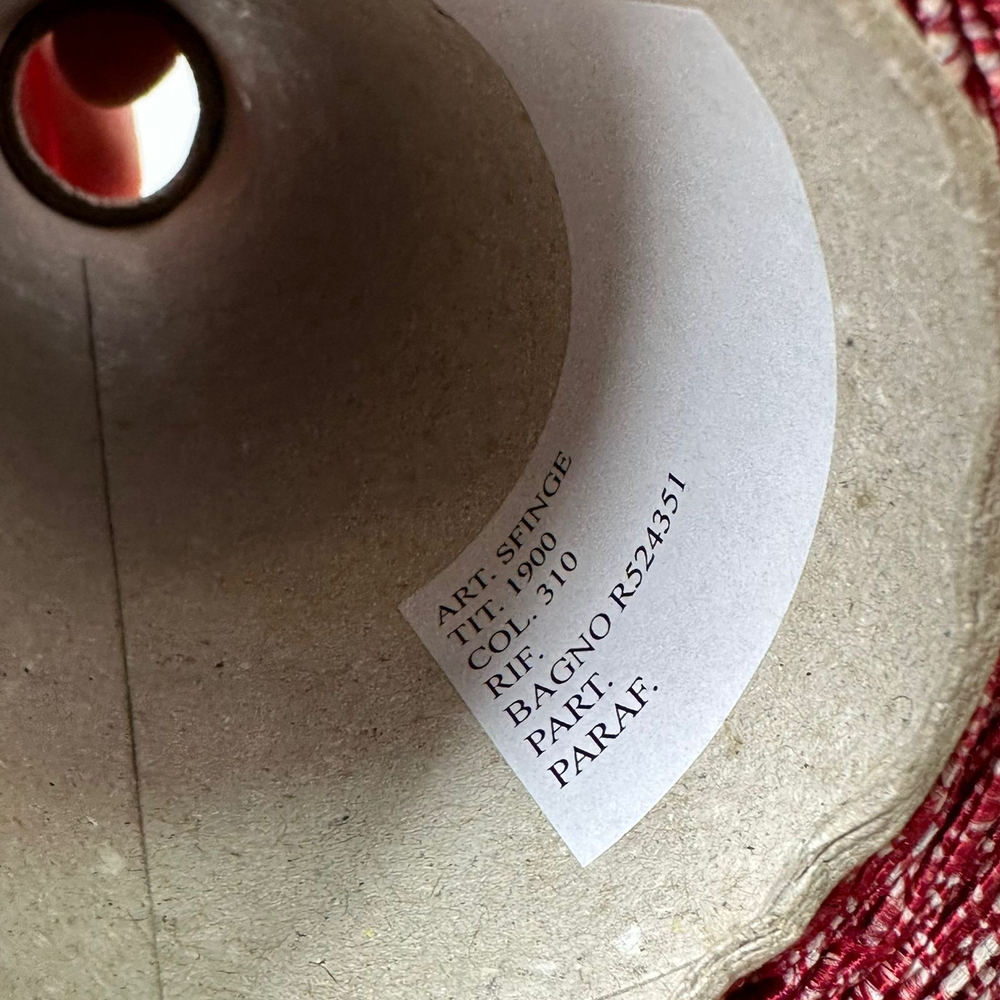 ART. SFINGE
TIT. 1900
COL. 310
RIF.
BAGNO R524351
PART.
PARAF.